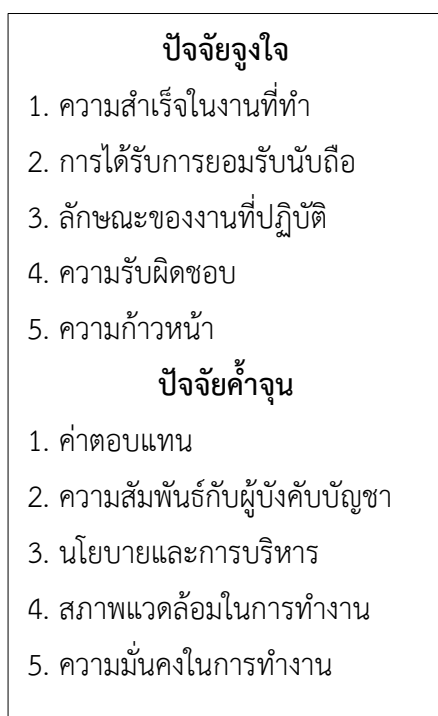 ปัจจัยจูงใจ
1. ความสำเร็จในงานที่ทำ
2. การได้รับการยอมรับนับถือ
3. ลักษณะของงานที่ปฏิบัติ
4. ความรับผิดชอบ
5. ความก้าวหน้า
ปัจจัยค้ำจุน
1. ค่าตอบแทน
2. ความสัมพันธ์กับผู้บังคับบัญชา
3. นโยบายและการบริหาร
4. สภาพแวดล้อมในการทำงาน
5. ความมั่นคงในการทำงาน